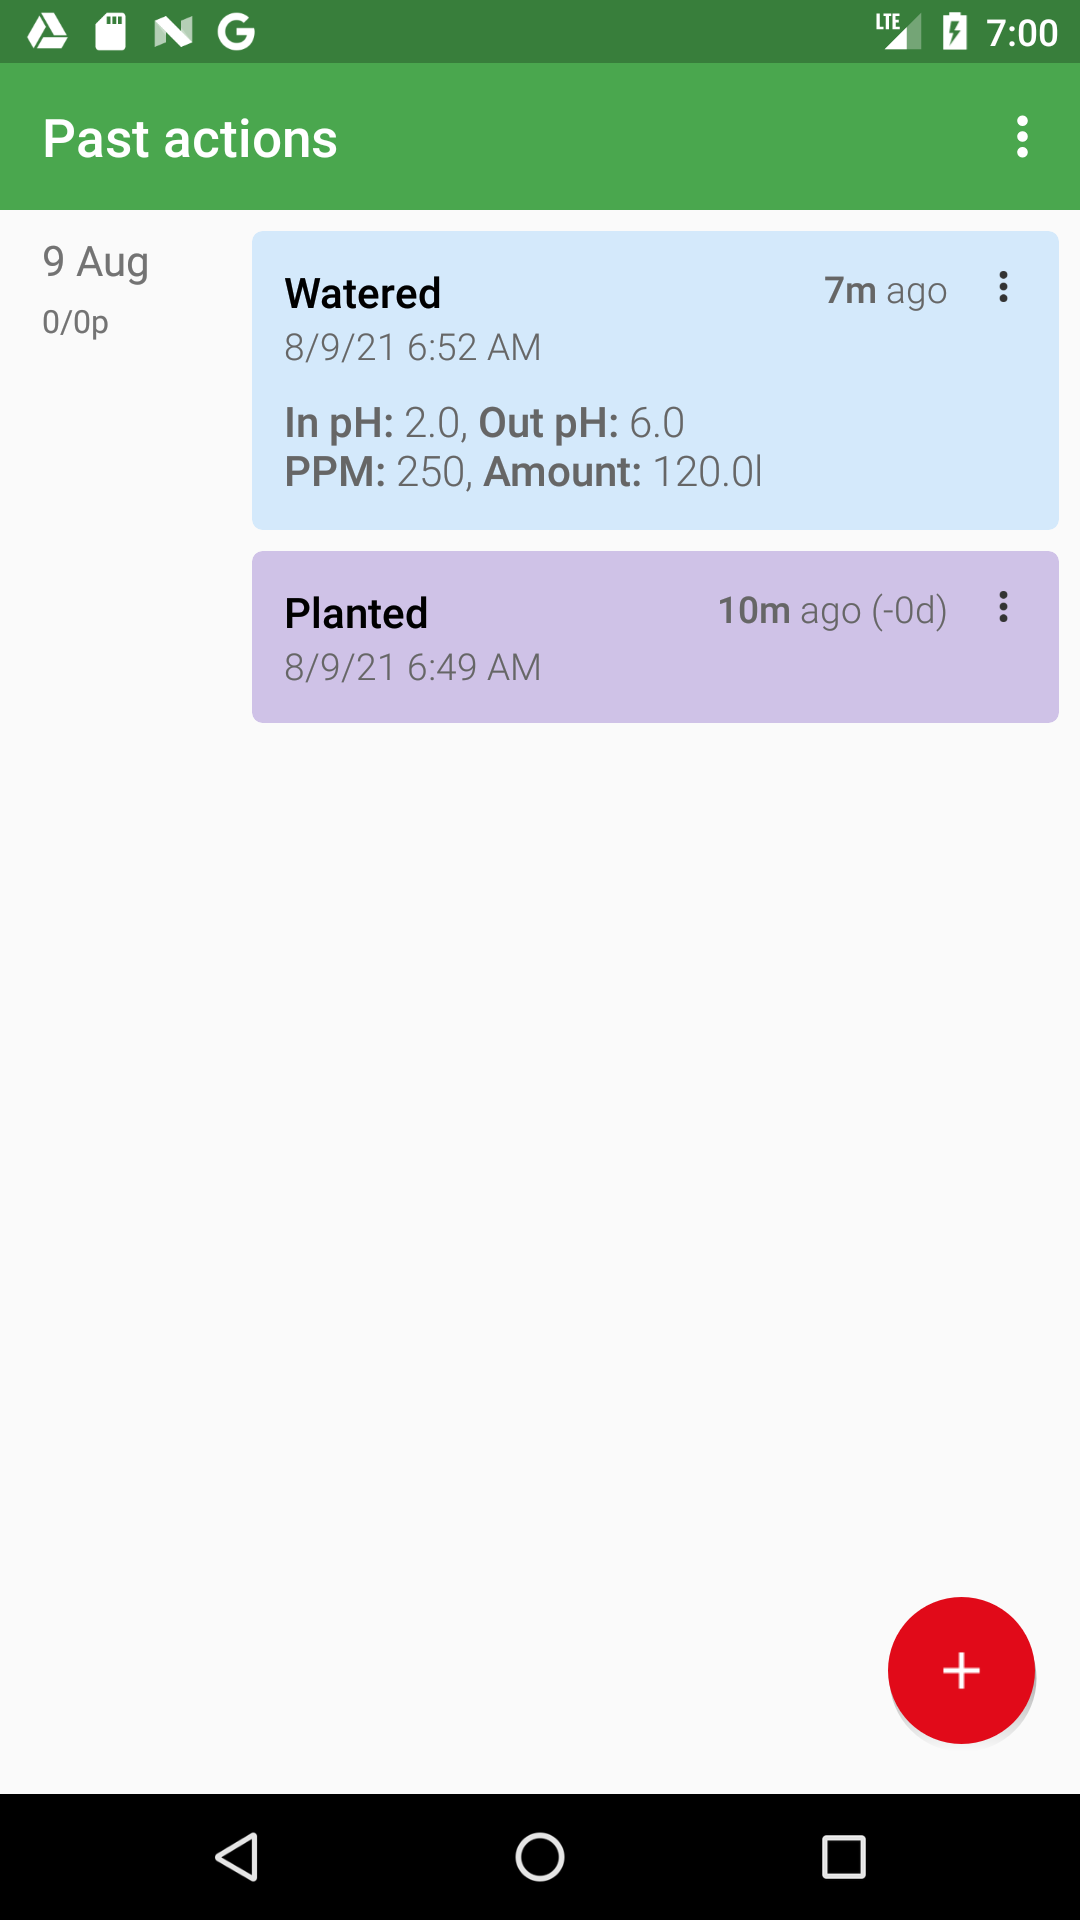 LTE 7:00
Past actions
9 Aug
0/0p
Watered
7m ago
8/9/21 6:52 AM
In pH: 2.0, Out pH: 6.0
PPM: 250, Amount: 120.0l
Planted
10m ago (-0d)
8/9/21 6:49 AM